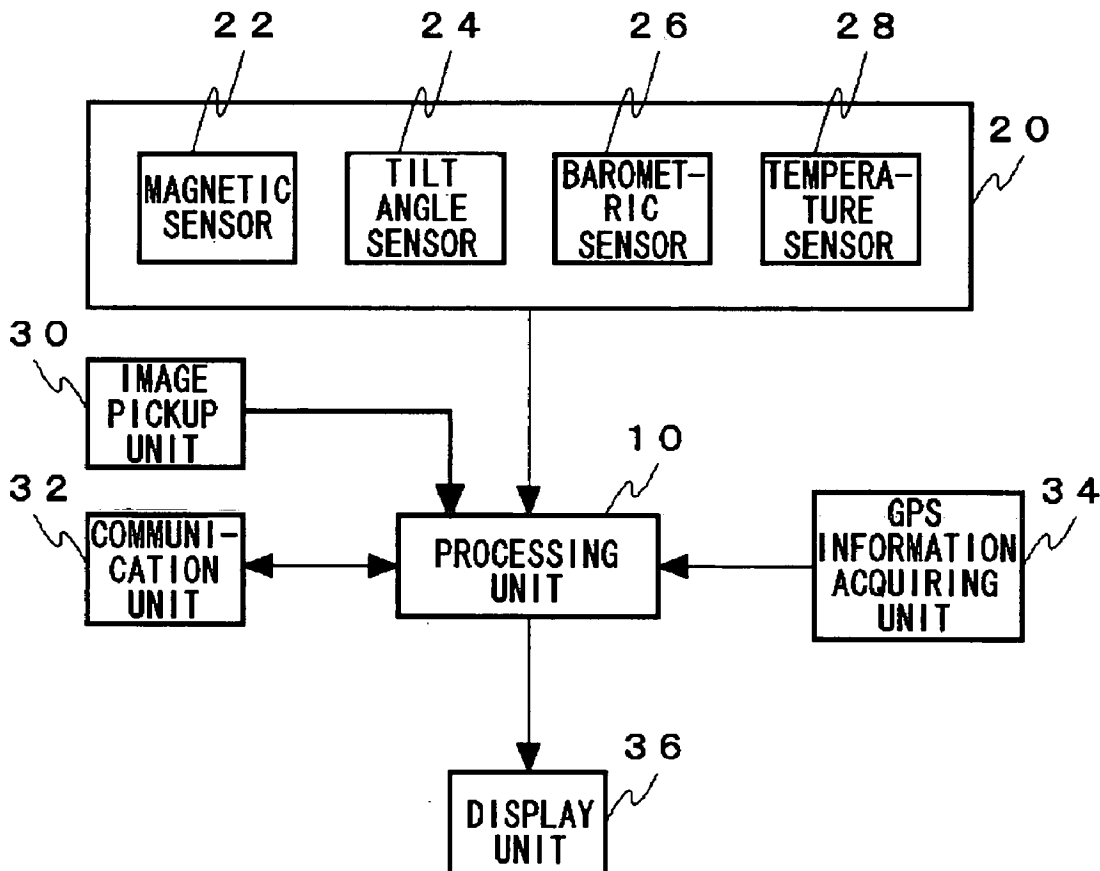 22
24
26
28
20
MAGNETIC
SENSOR
TILT
ANGLE
SENSOR
BAROMET-
RIC
SENSOR
TEMPERA-
TURE
SENSOR
30
IMAGE
PICKUP
UNIT
10
32
COMMUNI-
CATION
UNIT
PROCESSING
UNIT
34
GPS
INFORMATION
ACQUIRING
UNIT
36
DISPLAY
UNIT